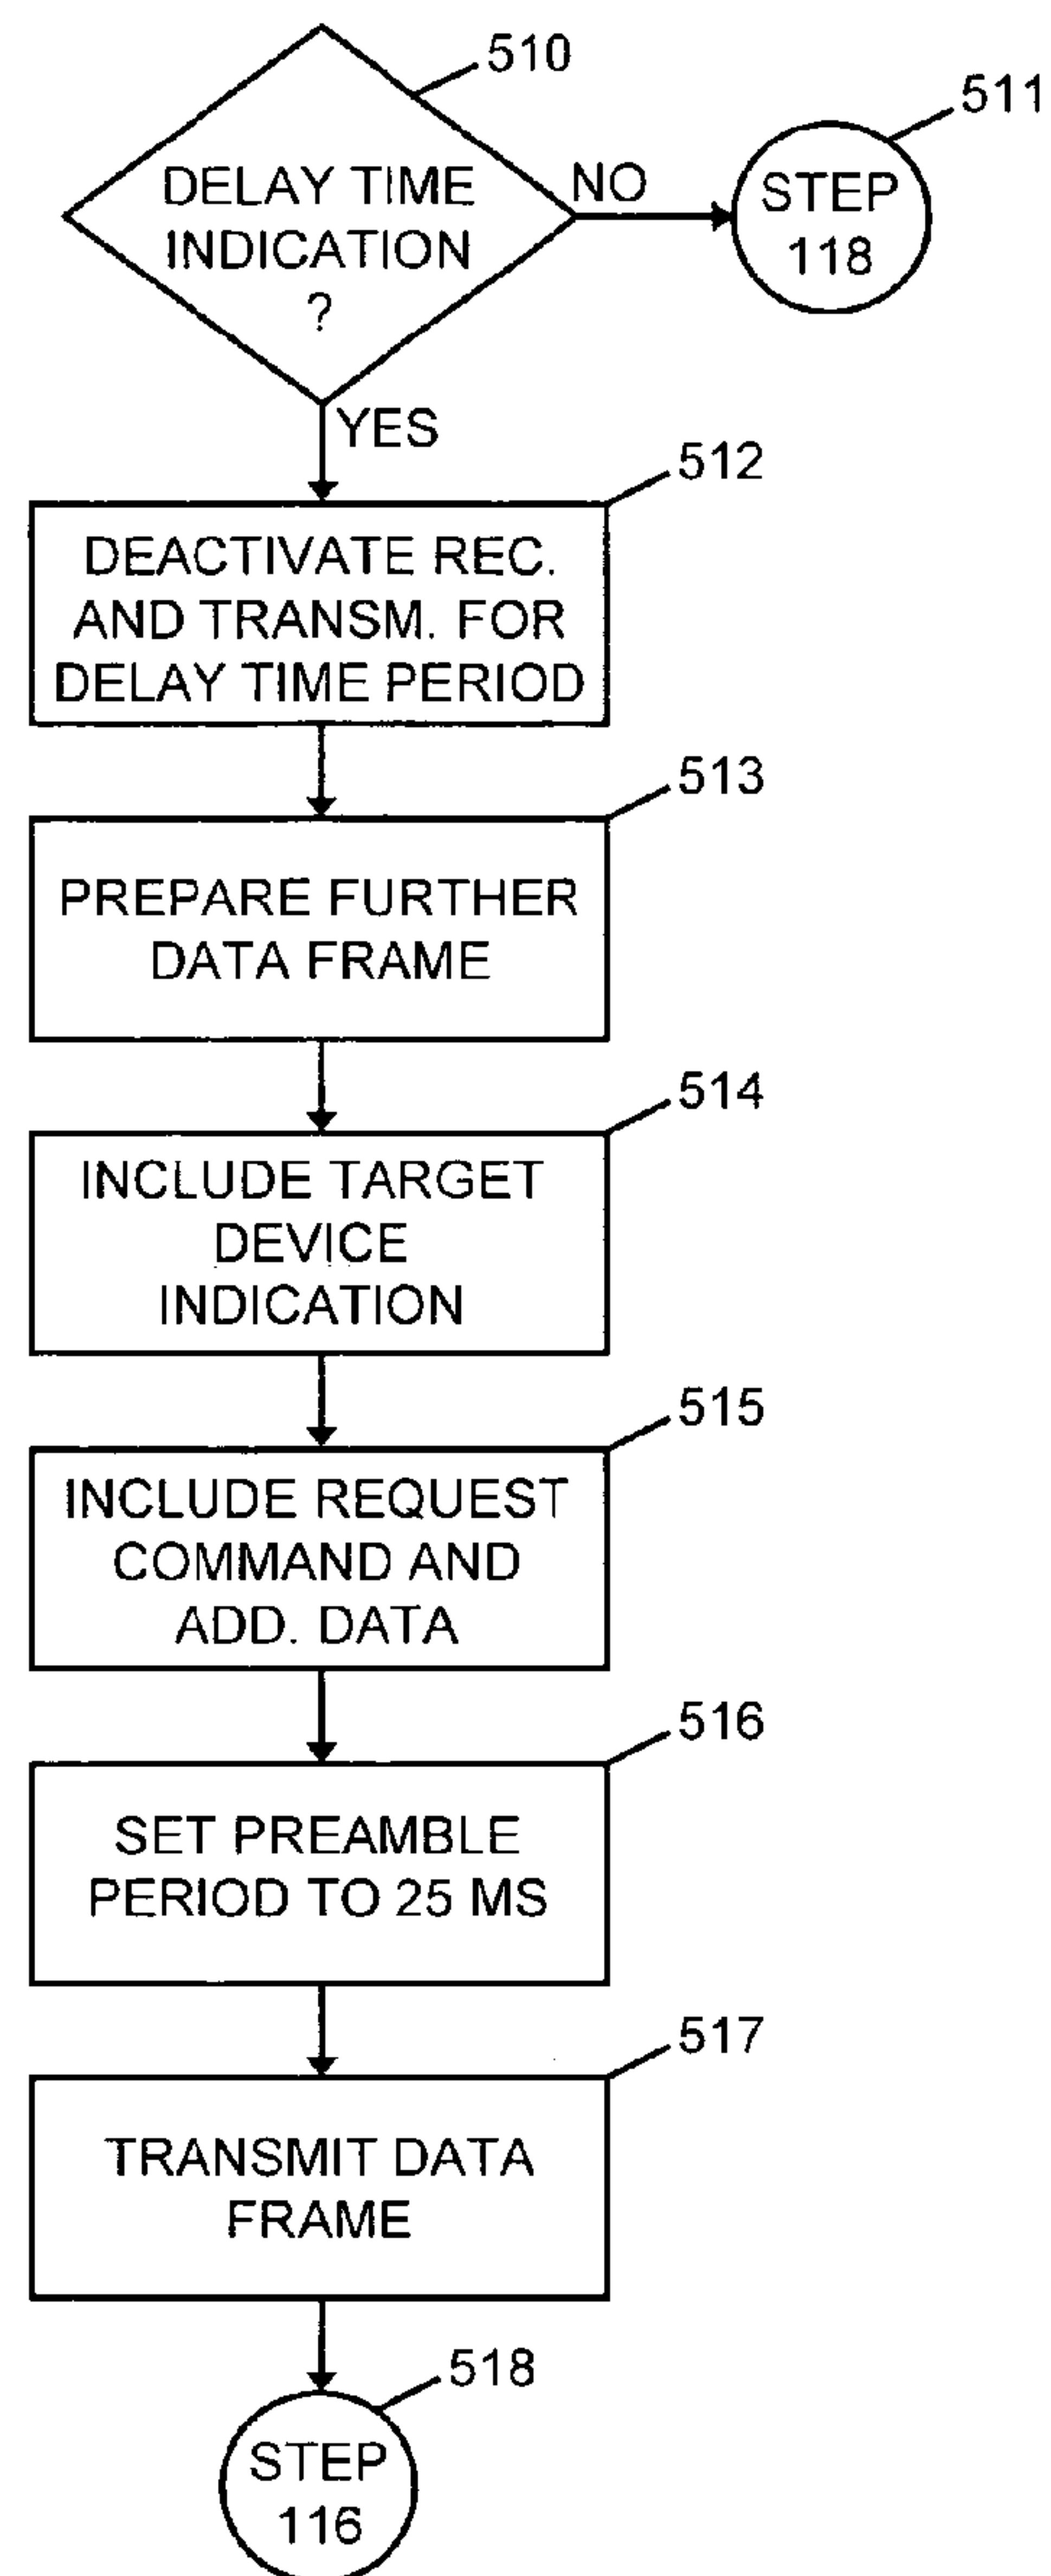 510
511
DELAY TIME
INDICATION
?
NO
STEP
118
YES
512
DEACTIVATE REC.
AND TRANSM. FOR
DELAY TIME PERIOD
513
PREPARE FURTHER
DATA FRAME
514
INCLUDE TARGET
DEVICE
INDICATION
515
INCLUDE REQUEST
COMMAND AND
ADD. DATA
516
SET PREAMBLE
PERIOD TO 25 MS
517
TRANSMIT DATA
FRAME
518
STEP
116